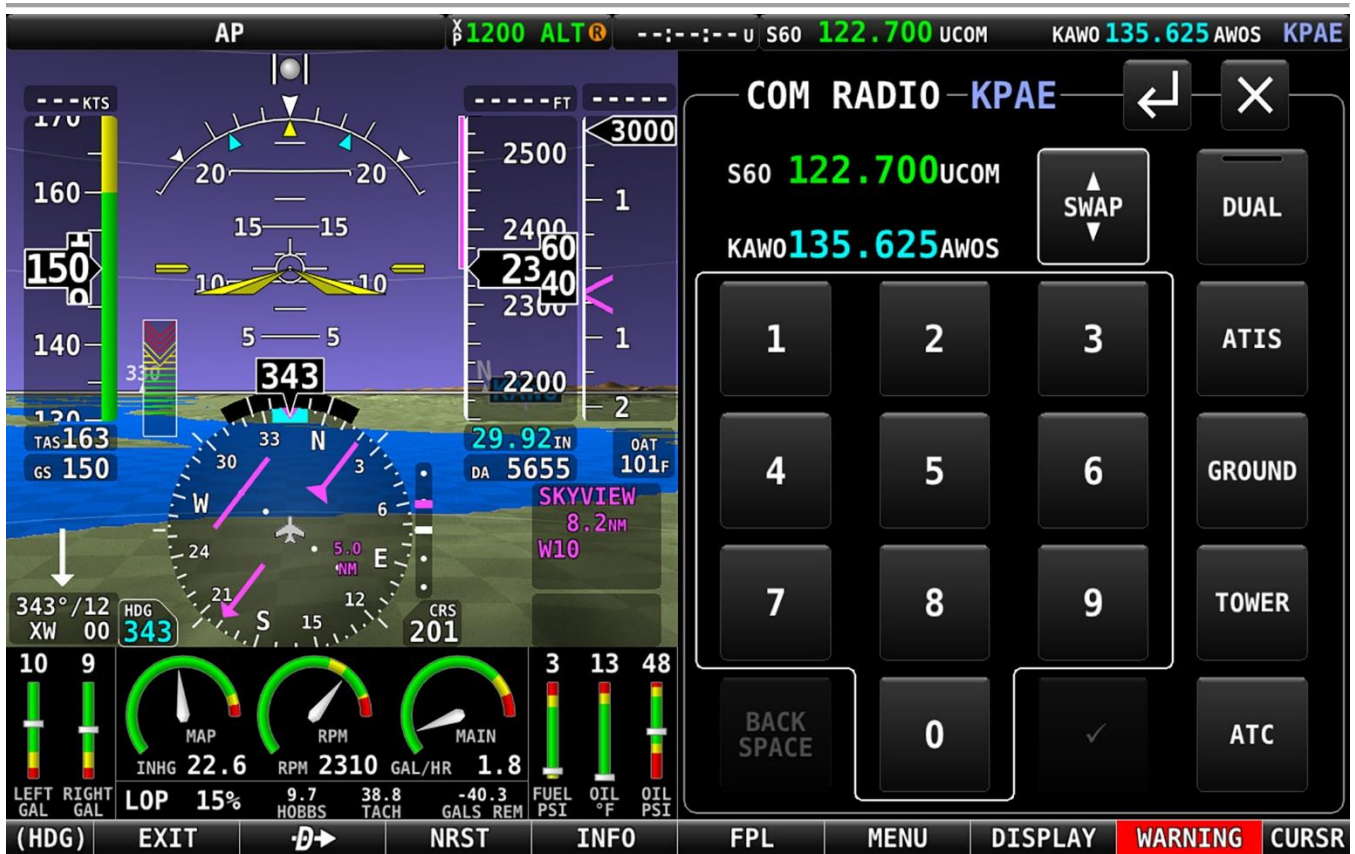 AP
XP 1200 ALT R --:--:-- U S60 122.700 UCOM KAWO 135.625 AWOS KPAE
--- KTS
170
160
150
140
130
TAS 163
GS 150
20 20
15 15
10 10
5 5
330
343
N
-----FT -----
3000
2500
2400
23 60 40
2300
2200
1
1
2
KAWO
29.92 IN
DA 5655
OAT
101F
SKYVIEW
8.2NM
W10
33 N 3 6 E 12 15 S 21 24 W 30
5.0
NM
343°/12
XW 00
HDG
343
CRS
201
10 9
LEFT GAL
RIGHT GAL
MAP
INHG 22.6
RPM
RPM 2310
MAIN
GAL/HR 1.8
LOP 15%
9.7
HOBBS
38.8
TACH
-40.3
GALS REM
3 13 48
FUEL PSI
OIL °F
OIL PSI
COM RADIO KPAE
S60 122.700 UCOM
KAWO 135.625 AWOS
SWAP
DUAL
1 2 3 ATIS
4 5 6 GROUND
7 8 9 TOWER
BACK
SPACE
0 ATC
(HDG) EXIT D NRST INFO FPL MENU DISPLAY WARNING CURSR